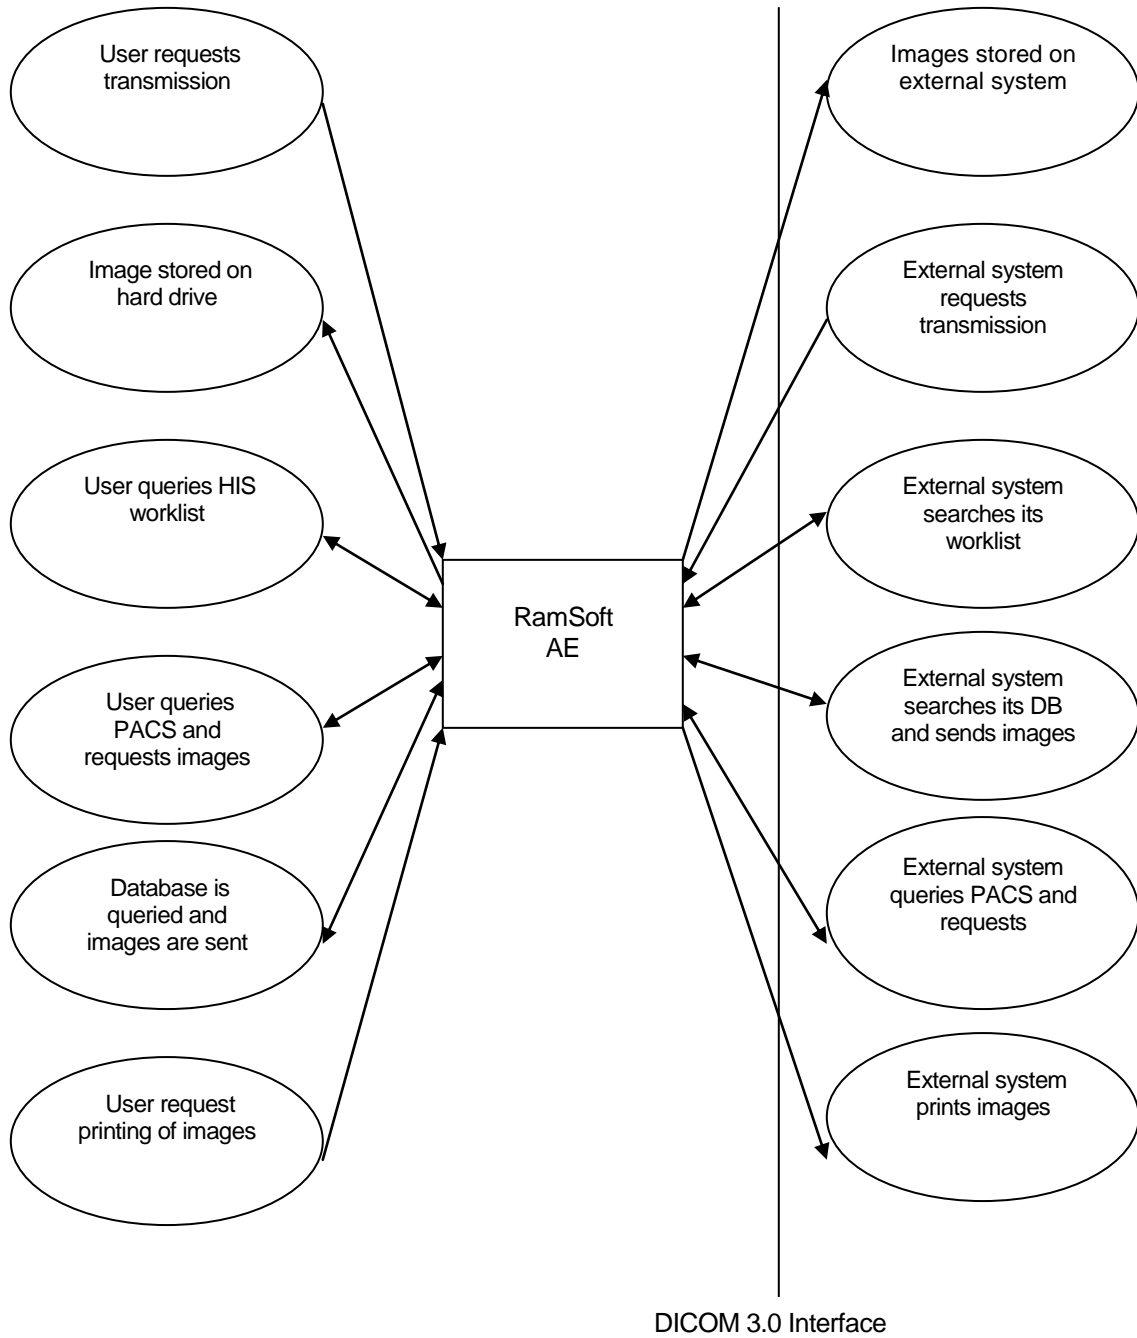 User requests
transmission
Image stored on
hard drive
User queries HIS
worklist
User queries
PACS and
requests images
Database is
queried and
images are sent
User request
printing of images
RamSoft
AE
Images stored on
external system
External system
requests
transmission
External system
searches its
worklist
External system
searches its DB
and sends images
External system
queries PACS and
requests
External system
prints images
DICOM 3.0 Interface